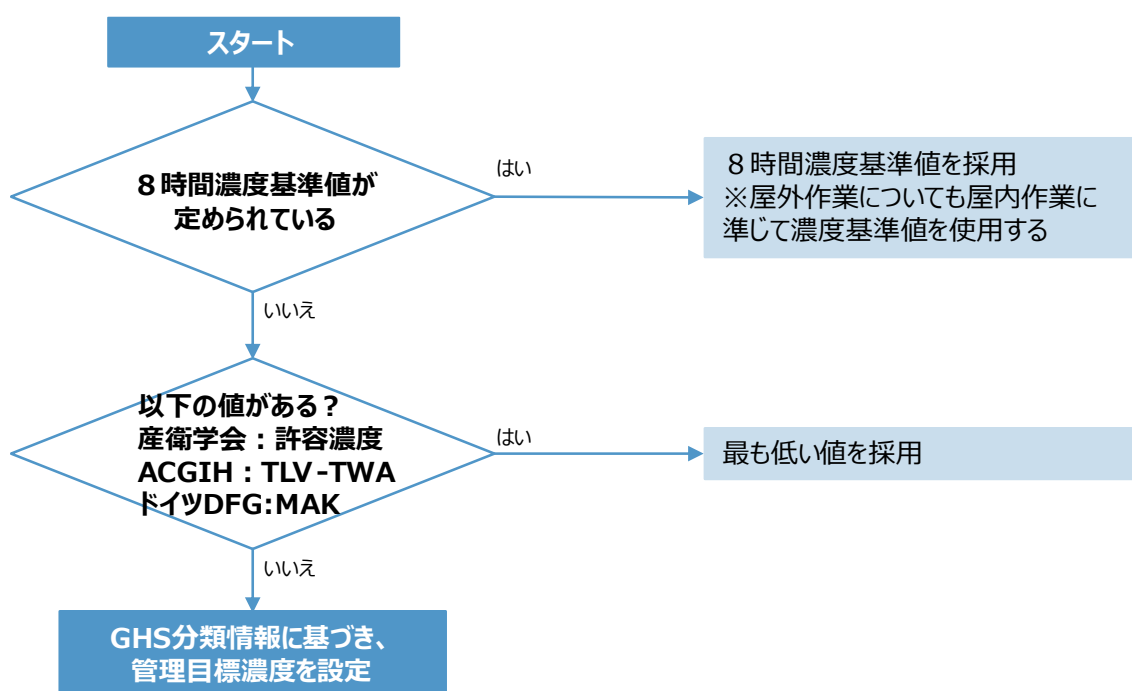 スタート
８時間濃度基準値が
定められている
はい
８時間濃度基準値を採用
※屋外作業についても屋内作業に
準じて濃度基準値を使用する
いいえ
以下の値がある？
産衛学会：許容濃度
ACGIH：TLV-TWA
ドイツDFG:MAK
はい
最も低い値を採用
いいえ
GHS分類情報に基づき、
管理目標濃度を設定